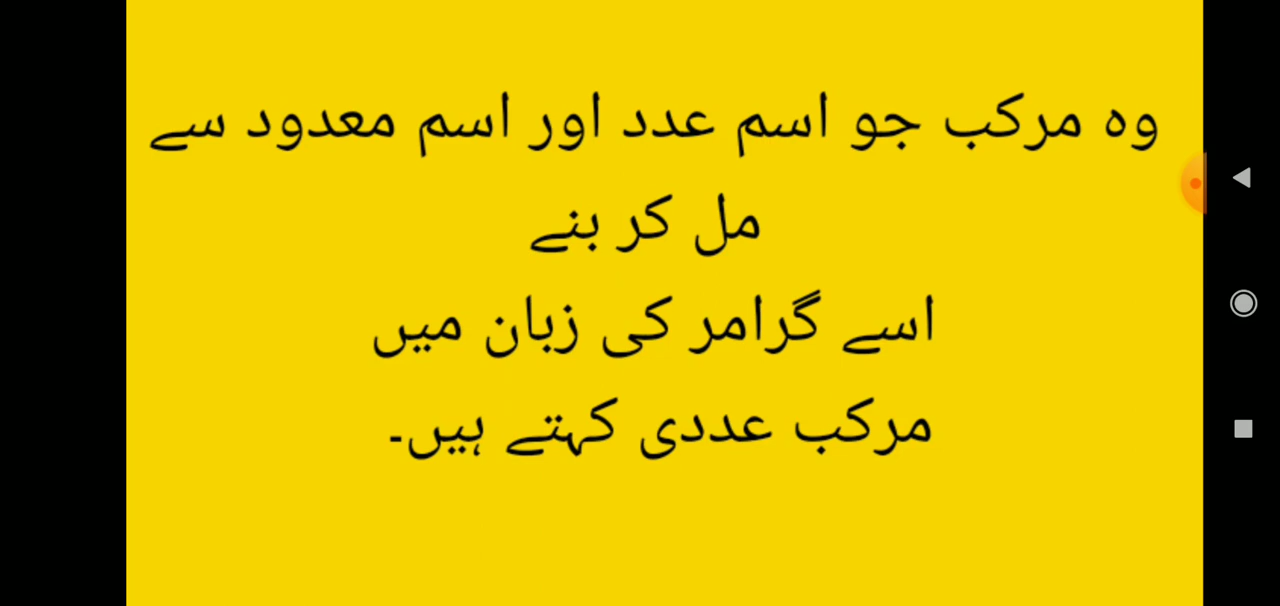 وہ مرکب جو اسم عدد اور اسم معدود سے
مل کر بنے
اسے گرامر کی زبان میں
مرکب عددی کہتے ہیں۔